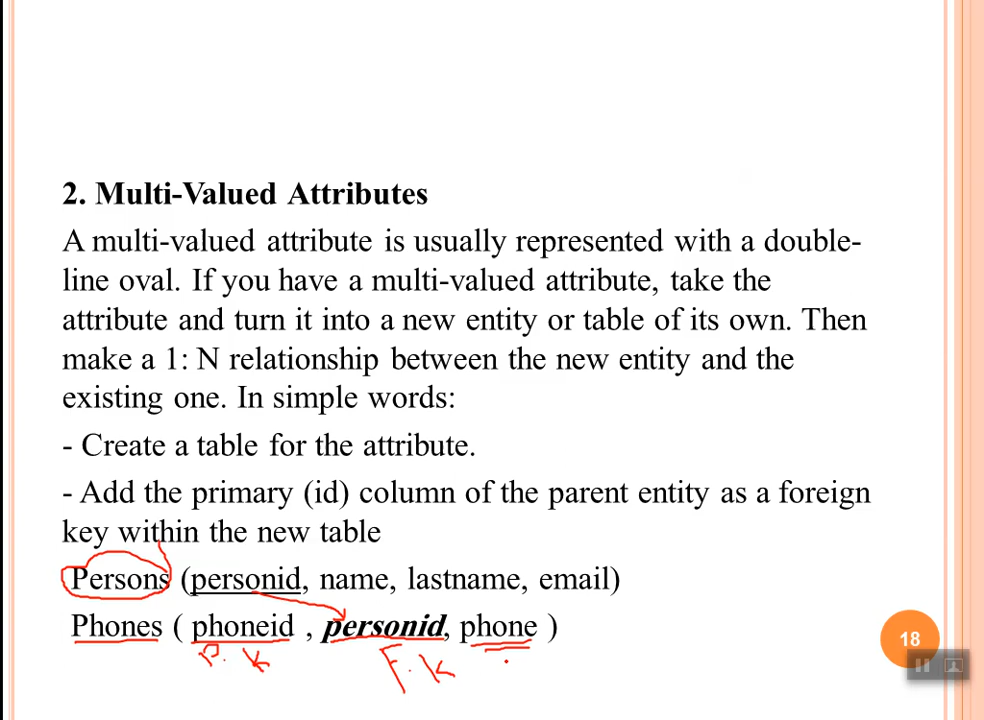 2. Multi-Valued Attributes
A multi-valued attribute is usually represented with a double-
line oval. If you have a multi-valued attribute, take the
attribute and turn it into a new entity or table of its own. Then
make a 1: N relationship between the new entity and the
existing one. In simple words:
- Create a table for the attribute.
- Add the primary (id) column of the parent entity as a foreign
key within the new table
Persons (personid, name, lastname, email)
Phones ( phoneid , personid, phone )
P. K F. K
18